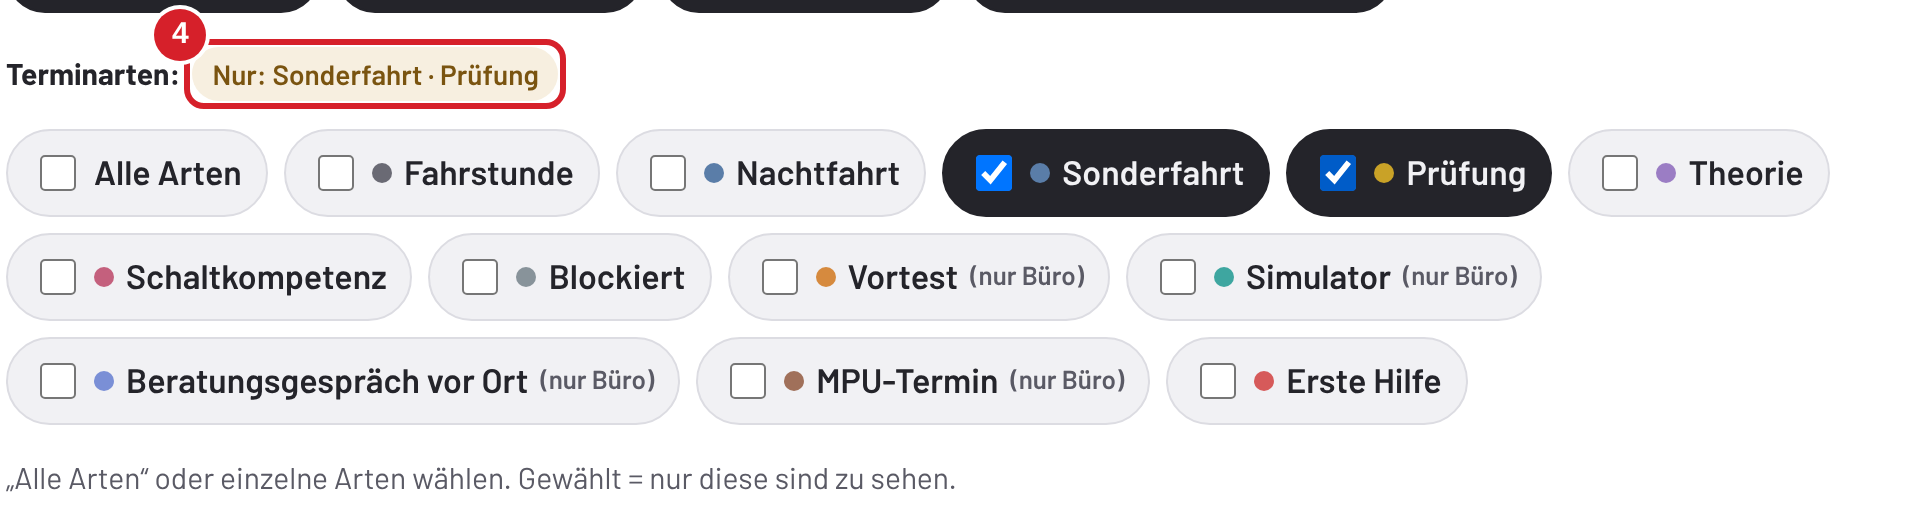 4
Terminarten: Nur: Sonderfahrt · Prüfung
Alle Arten Fahrstunde Nachtfahrt Sonderfahrt Prüfung Theorie
Schaltkompetenz Blockiert Vortest (nur Büro) Simulator (nur Büro)
Beratungsgespräch vor Ort (nur Büro) MPU-Termin (nur Büro) Erste Hilfe
„Alle Arten“ oder einzelne Arten wählen. Gewählt = nur diese sind zu sehen.